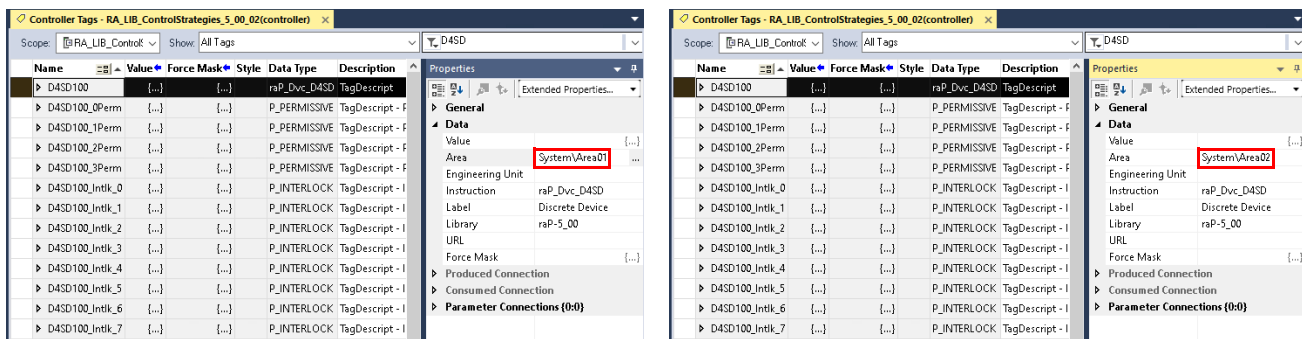 Controller Tags - RA_LIB_ControlStrategies_5_00_02(controller) ×
Scope: RA_LIB_Control Show: All Tags D4SD
Name Value Force Mask Style Data Type Description
D4SD100 {...} {...} raP_Dvc_D4SD TagDescript
D4SD100_0Perm {...} {...} P_PERMISSIVE TagDescript - P
D4SD100_1Perm {...} {...} P_PERMISSIVE TagDescript - P
D4SD100_2Perm {...} {...} P_PERMISSIVE TagDescript - P
D4SD100_3Perm {...} {...} P_PERMISSIVE TagDescript - P
D4SD100_Intlk_0 {...} {...} P_INTERLOCK TagDescript - I
D4SD100_Intlk_1 {...} {...} P_INTERLOCK TagDescript - I
D4SD100_Intlk_2 {...} {...} P_INTERLOCK TagDescript - I
D4SD100_Intlk_3 {...} {...} P_INTERLOCK TagDescript - I
D4SD100_Intlk_4 {...} {...} P_INTERLOCK TagDescript - I
D4SD100_Intlk_5 {...} {...} P_INTERLOCK TagDescript - I
D4SD100_Intlk_6 {...} {...} P_INTERLOCK TagDescript - I
D4SD100_Intlk_7 {...} {...} P_INTERLOCK TagDescript - I
Properties
Extended Properties...
General
Data
Value {...}
Area System\Area01 ...
Engineering Unit
Instruction raP_Dvc_D4SD
Label Discrete Device
Library raP-5_00
URL
Force Mask {...}
Produced Connection
Consumed Connection
Parameter Connections {0:0}
Controller Tags - RA_LIB_ControlStrategies_5_00_02(controller) ×
Scope: RA_LIB_Control Show: All Tags D4SD
Name Value Force Mask Style Data Type Description
D4SD100 {...} {...} raP_Dvc_D4SD TagDescript
D4SD100_0Perm {...} {...} P_PERMISSIVE TagDescript - P
D4SD100_1Perm {...} {...} P_PERMISSIVE TagDescript - P
D4SD100_2Perm {...} {...} P_PERMISSIVE TagDescript - P
D4SD100_3Perm {...} {...} P_PERMISSIVE TagDescript - P
D4SD100_Intlk_0 {...} {...} P_INTERLOCK TagDescript - I
D4SD100_Intlk_1 {...} {...} P_INTERLOCK TagDescript - I
D4SD100_Intlk_2 {...} {...} P_INTERLOCK TagDescript - I
D4SD100_Intlk_3 {...} {...} P_INTERLOCK TagDescript - I
D4SD100_Intlk_4 {...} {...} P_INTERLOCK TagDescript - I
D4SD100_Intlk_5 {...} {...} P_INTERLOCK TagDescript - I
D4SD100_Intlk_6 {...} {...} P_INTERLOCK TagDescript - I
D4SD100_Intlk_7 {...} {...} P_INTERLOCK TagDescript - I
Properties
Extended Properties...
General
Data
Value {...}
Area System\Area02
Engineering Unit
Instruction raP_Dvc_D4SD
Label Discrete Device
Library raP-5_00
URL
Force Mask {...}
Produced Connection
Consumed Connection
Parameter Connections {0:0}